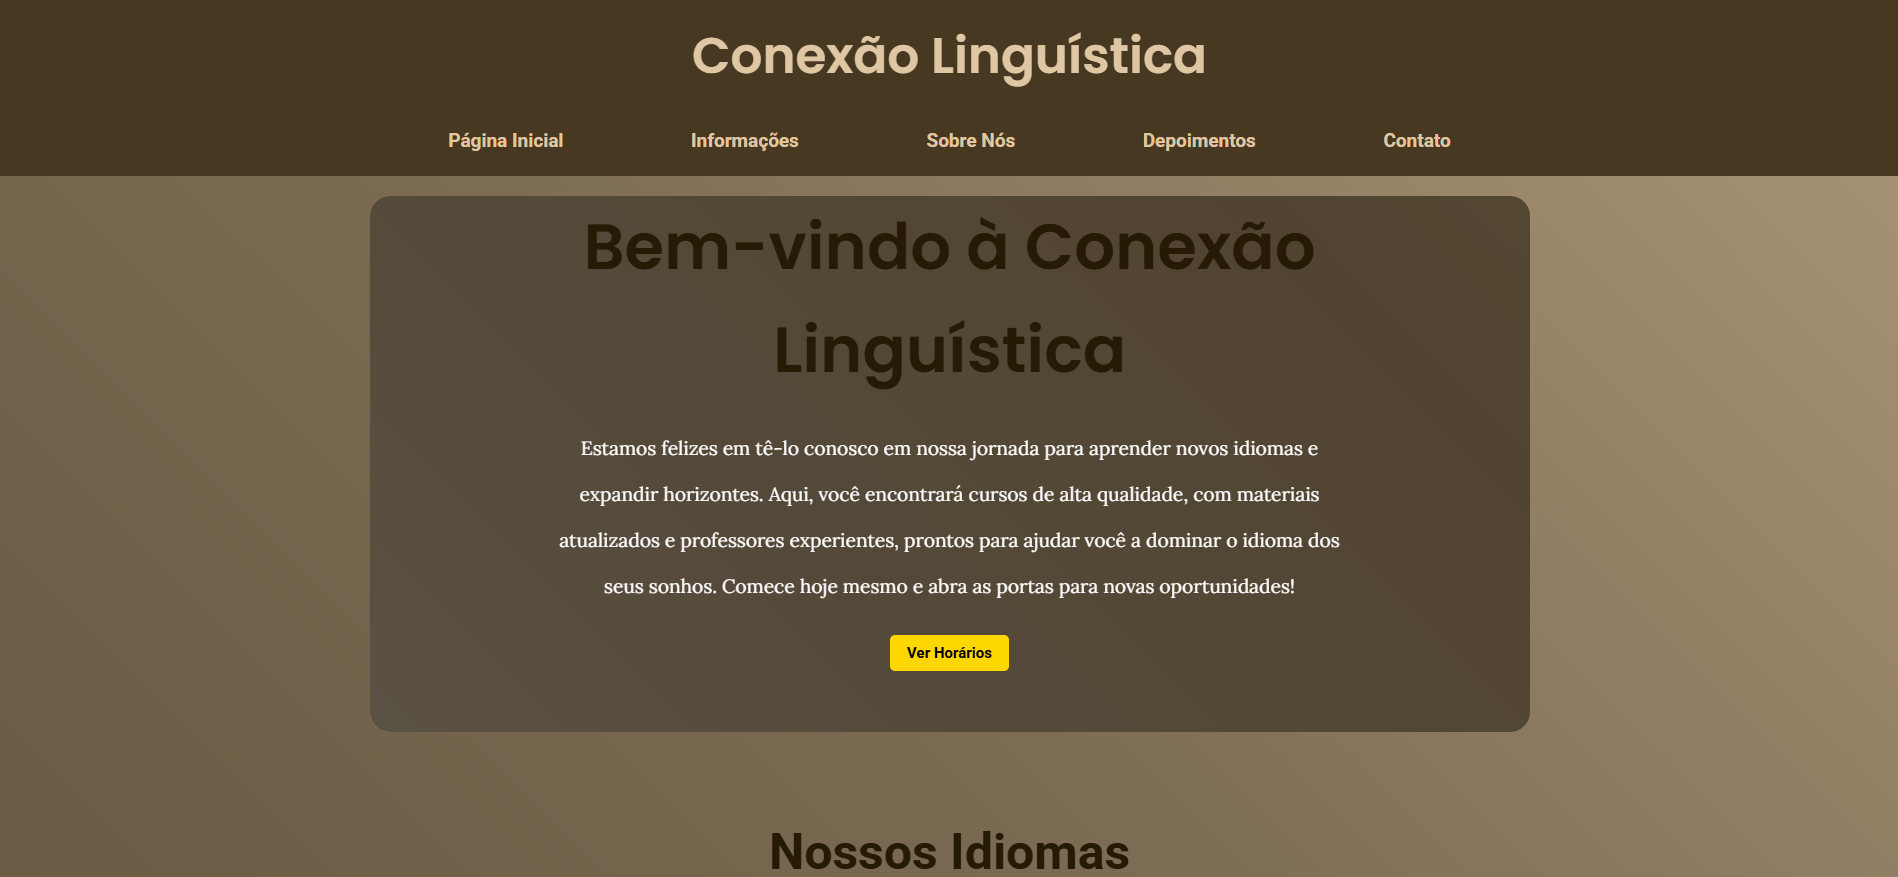 Conexão Linguística
Página Inicial Informações Sobre Nós Depoimentos Contato
Bem-vindo à Conexão
Linguística
Estamos felizes em tê-lo conosco em nossa jornada para aprender novos idiomas e
expandir horizontes. Aqui, você encontrará cursos de alta qualidade, com materiais
atualizados e professores experientes, prontos para ajudar você a dominar o idioma dos
seus sonhos. Comece hoje mesmo e abra as portas para novas oportunidades!
Ver Horários
Nossos Idiomas